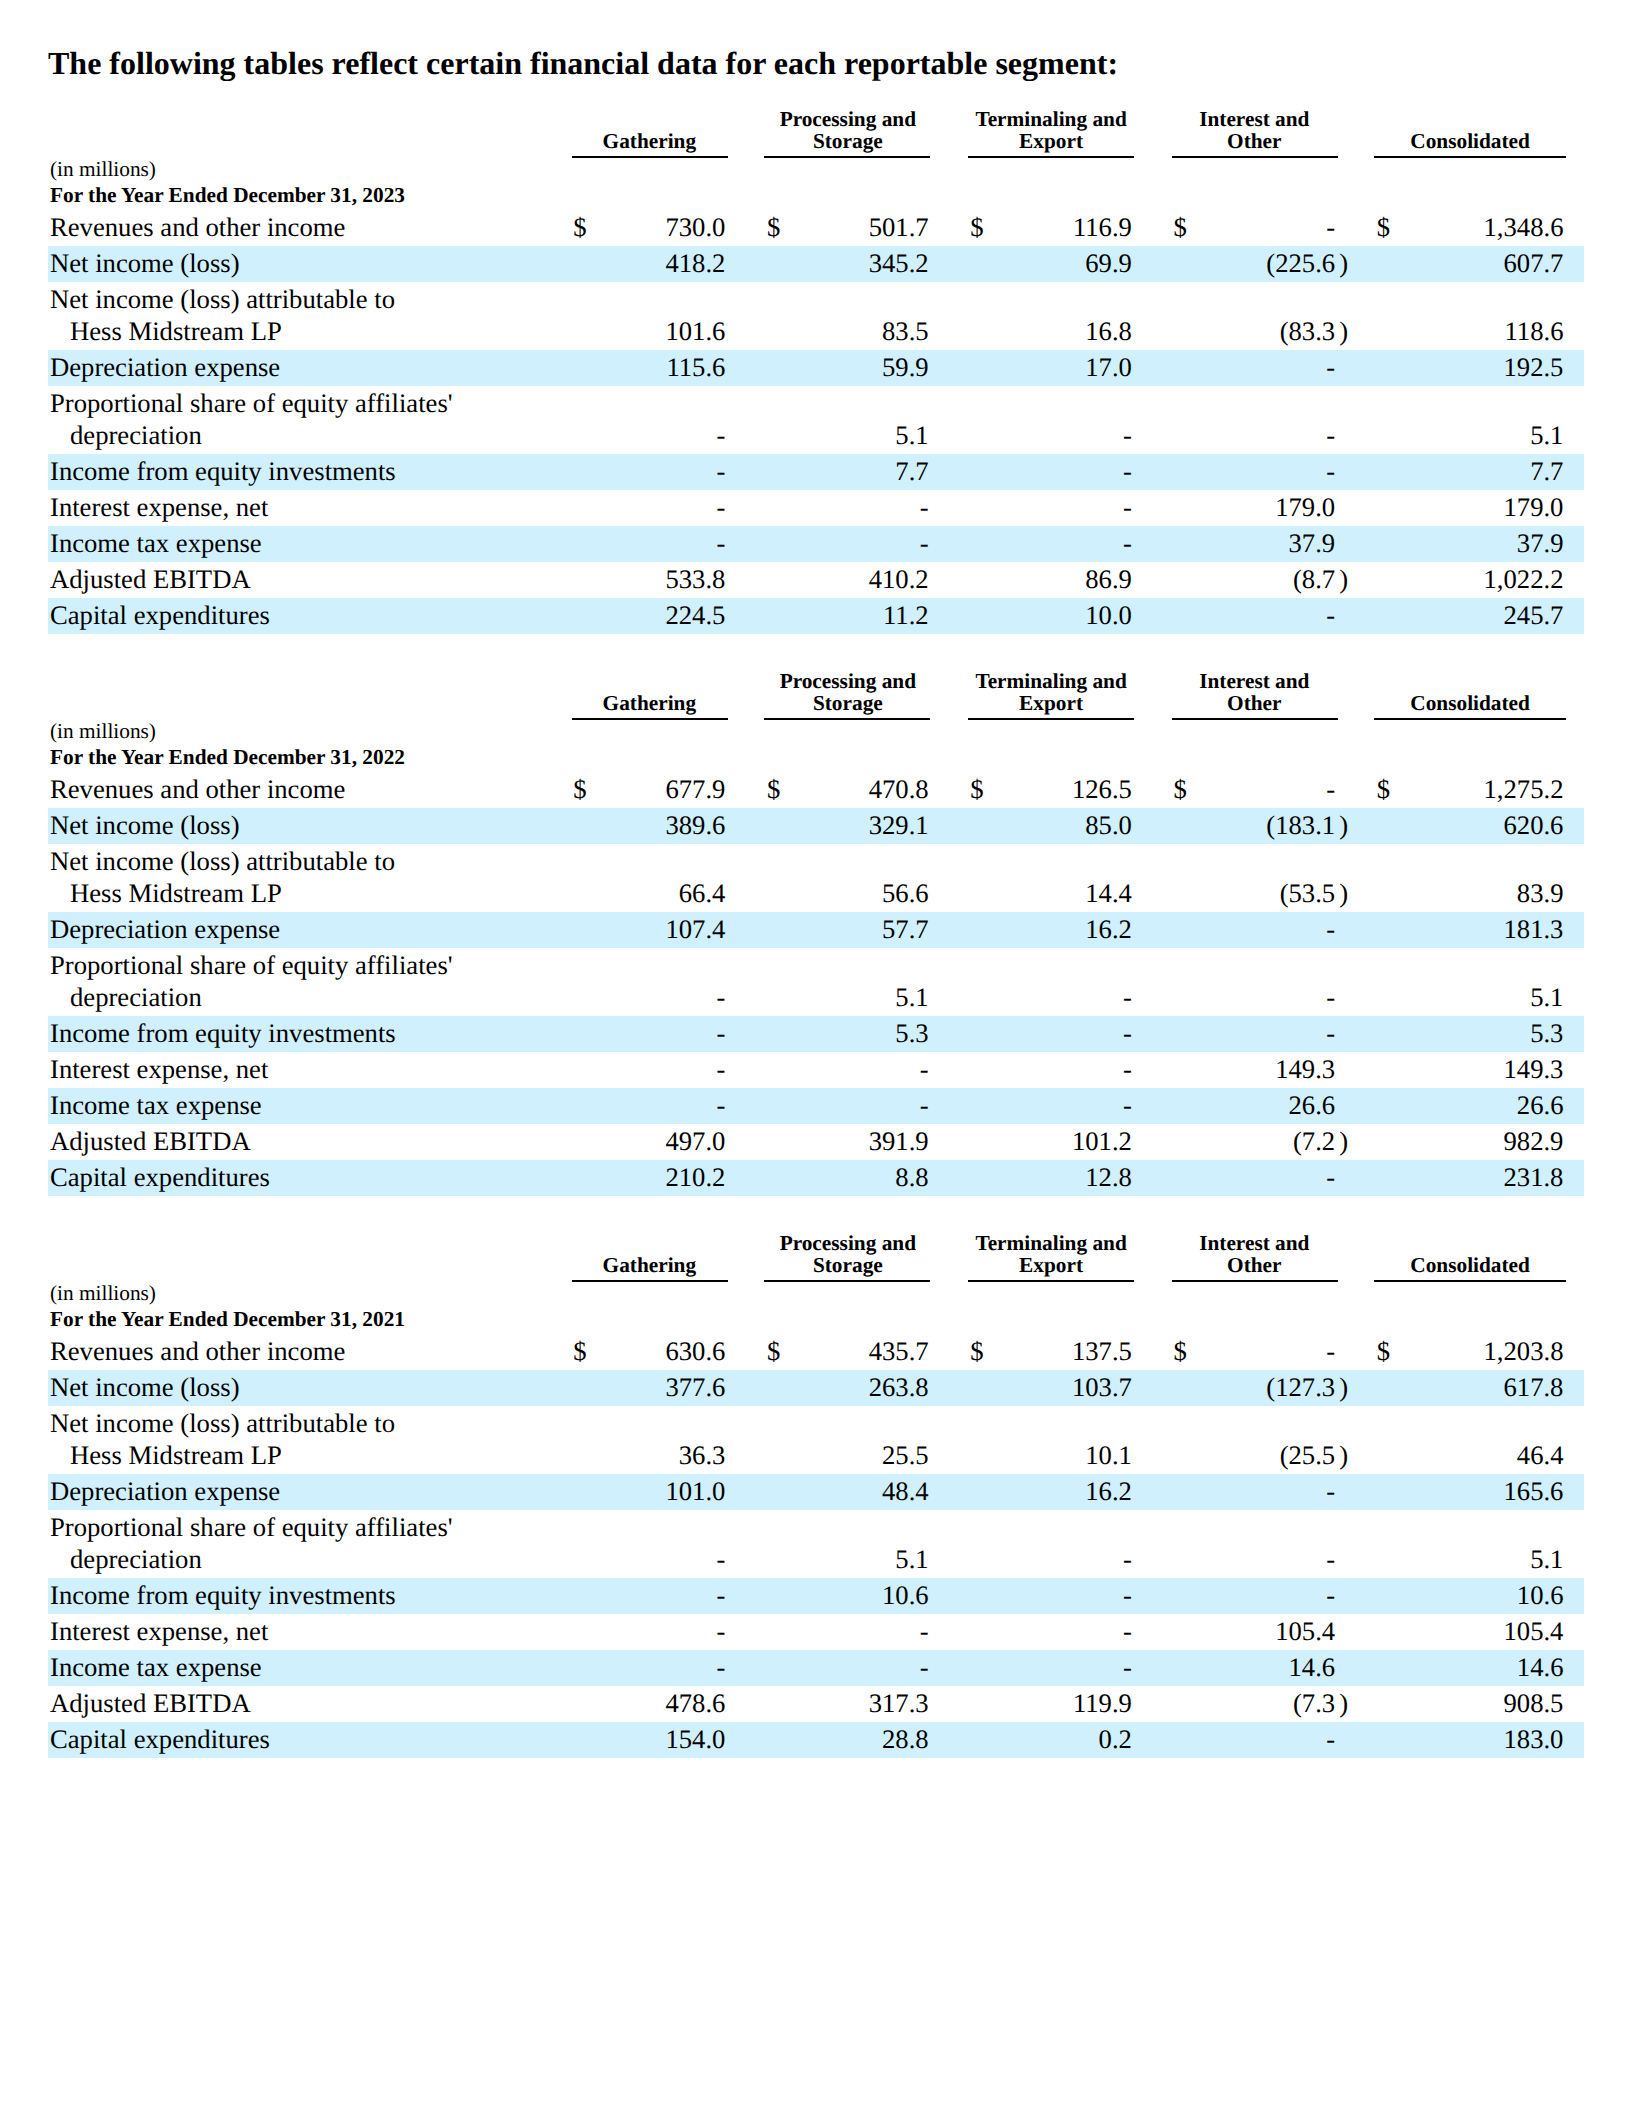 The following tables reflect certain financial data for each reportable segment:
Gathering Processing and Storage Terminaling and Export Interest and Other Consolidated
(in millions)
For the Year Ended December 31, 2023
Revenues and other income $ 730.0 $ 501.7 $ 116.9 $ - $ 1,348.6
Net income (loss) 418.2 345.2 69.9 (225.6) 607.7
Net income (loss) attributable to
Hess Midstream LP 101.6 83.5 16.8 (83.3) 118.6
Depreciation expense 115.6 59.9 17.0 - 192.5
Proportional share of equity affiliates'
depreciation - 5.1 - - 5.1
Income from equity investments - 7.7 - - 7.7
Interest expense, net - - - 179.0 179.0
Income tax expense - - - 37.9 37.9
Adjusted EBITDA 533.8 410.2 86.9 (8.7) 1,022.2
Capital expenditures 224.5 11.2 10.0 - 245.7
Gathering Processing and Storage Terminaling and Export Interest and Other Consolidated
(in millions)
For the Year Ended December 31, 2022
Revenues and other income $ 677.9 $ 470.8 $ 126.5 $ - $ 1,275.2
Net income (loss) 389.6 329.1 85.0 (183.1) 620.6
Net income (loss) attributable to
Hess Midstream LP 66.4 56.6 14.4 (53.5) 83.9
Depreciation expense 107.4 57.7 16.2 - 181.3
Proportional share of equity affiliates'
depreciation - 5.1 - - 5.1
Income from equity investments - 5.3 - - 5.3
Interest expense, net - - - 149.3 149.3
Income tax expense - - - 26.6 26.6
Adjusted EBITDA 497.0 391.9 101.2 (7.2) 982.9
Capital expenditures 210.2 8.8 12.8 - 231.8
Gathering Processing and Storage Terminaling and Export Interest and Other Consolidated
(in millions)
For the Year Ended December 31, 2021
Revenues and other income $ 630.6 $ 435.7 $ 137.5 $ - $ 1,203.8
Net income (loss) 377.6 263.8 103.7 (127.3) 617.8
Net income (loss) attributable to
Hess Midstream LP 36.3 25.5 10.1 (25.5) 46.4
Depreciation expense 101.0 48.4 16.2 - 165.6
Proportional share of equity affiliates'
depreciation - 5.1 - - 5.1
Income from equity investments - 10.6 - - 10.6
Interest expense, net - - - 105.4 105.4
Income tax expense - - - 14.6 14.6
Adjusted EBITDA 478.6 317.3 119.9 (7.3) 908.5
Capital expenditures 154.0 28.8 0.2 - 183.0